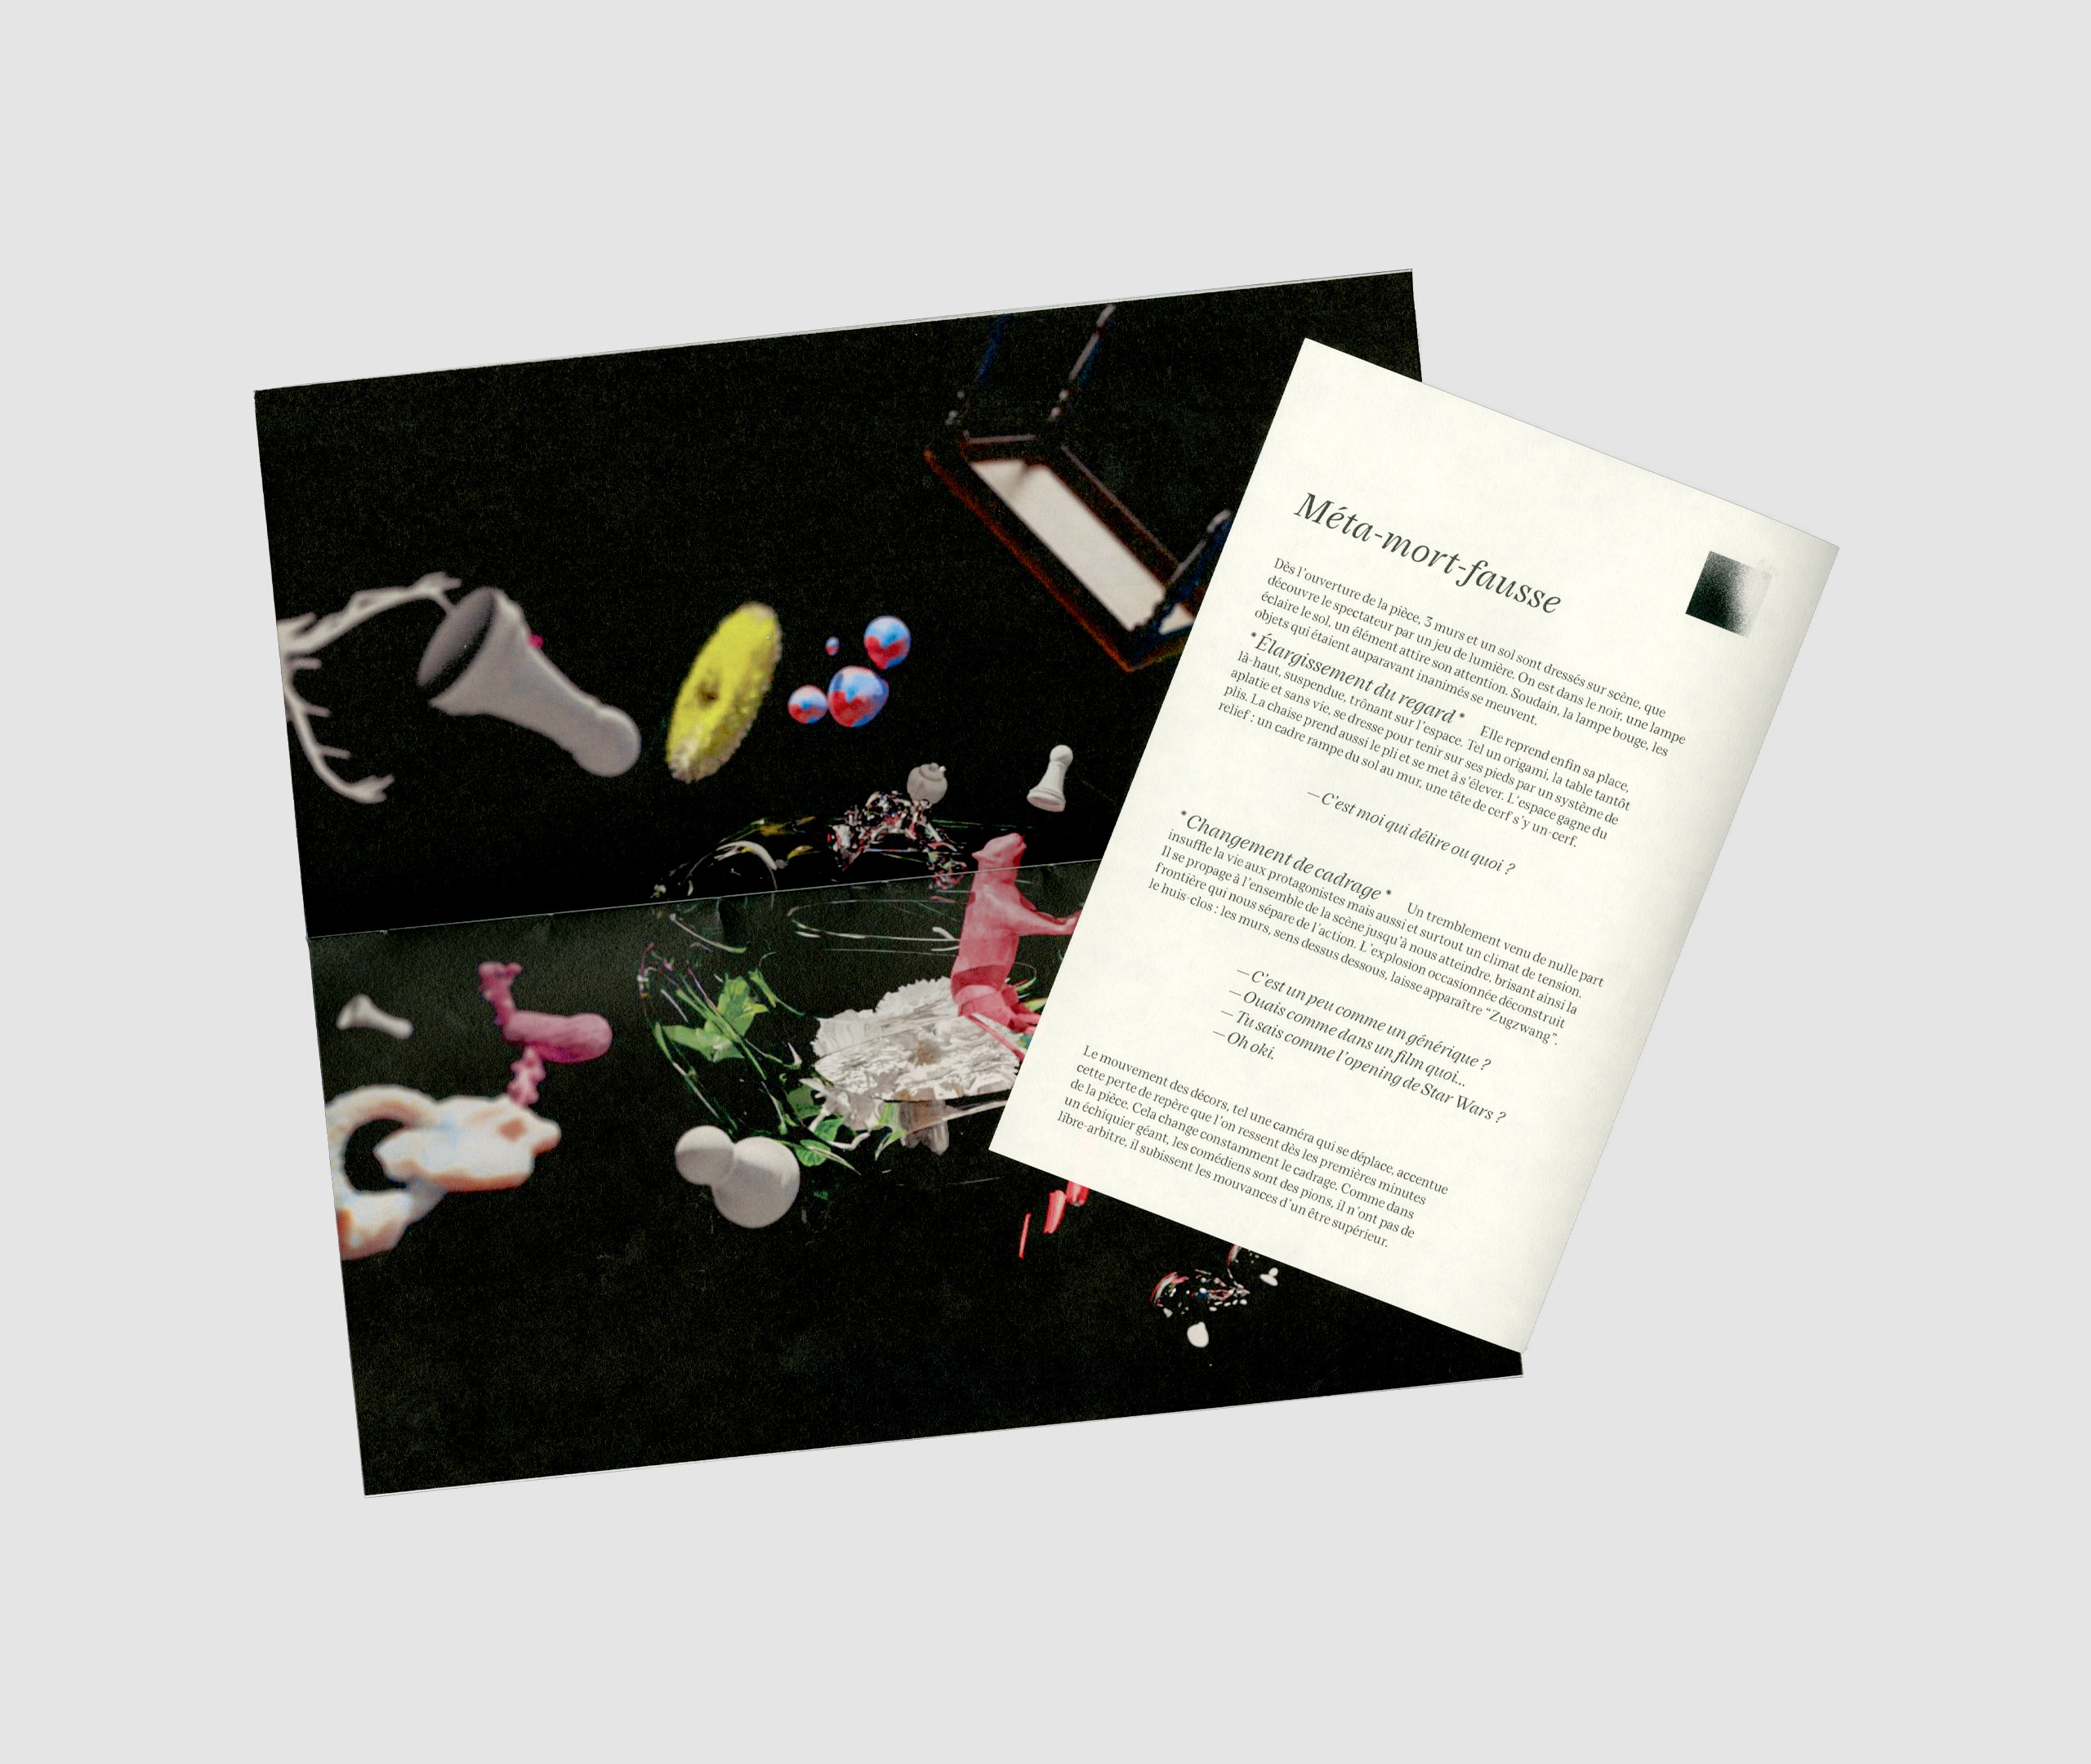 Méta-mort-fausse
Dès l'ouverture de la pièce, 3 murs et un sol sont dressés sur scène, que
découvre le spectateur par un jeu de lumière. On est dans le noir, une lampe
éclaire le sol, un élément attire son attention. Soudain, la lampe bouge, les
objets qui étaient auparavant inanimés se meuvent.
*Élargissement du regard* Elle reprend enfin sa place,
là-haut, suspendue, trônant sur l'espace. Tel un origami, la table tantôt
aplatie et sans vie, se dresse pour tenir sur ses pieds par un système de
plis. La chaise prend aussi le pli et se met à s'élever. L'espace gagne du
relief : un cadre rampe du sol au mur, une tête de cerf s'y un-cerf.
—C'est moi qui délire ou quoi ?
*Changement de cadrage* Un tremblement venu de nulle part
insuffle la vie aux protagonistes mais aussi et surtout un climat de tension.
Il se propage à l'ensemble de la scène jusqu'à nous atteindre, brisant ainsi la
frontière qui nous sépare de l'action. L'explosion occasionnée déconstruit
le huis-clos : les murs, sens dessus dessous, laisse apparaître “Zugzwang”.
—C'est un peu comme un générique ?
—Ouais comme dans un film quoi...
—Tu sais comme l'opening de Star Wars ?
—Oh oki.
Le mouvement des décors, tel une caméra qui se déplace, accentue
cette perte de repère que l'on ressent dès les premières minutes
de la pièce. Cela change constamment le cadrage. Comme dans
un échiquier géant, les comédiens sont des pions, il n'ont pas de
libre-arbitre, il subissent les mouvances d'un être supérieur.